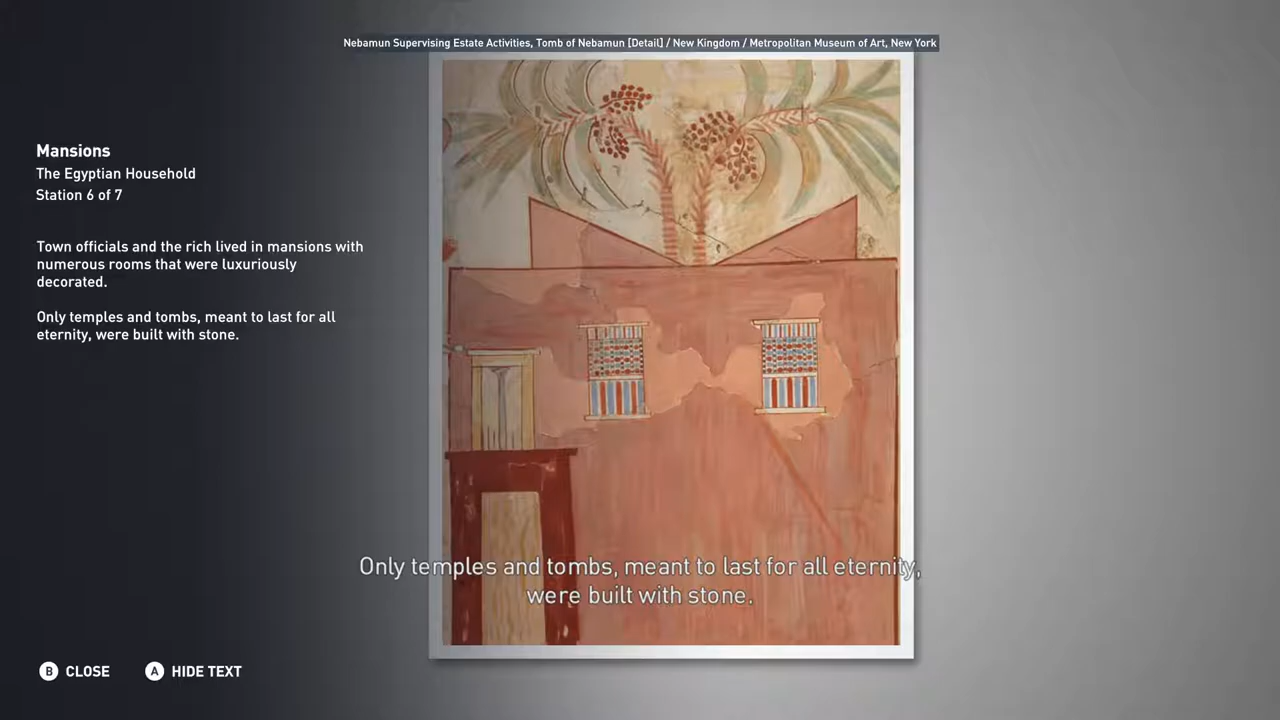 Nebamun Supervising Estate Activities, Tomb of Nebamun [Detail] / New Kingdom / Metropolitan Museum of Art, New York
Mansions
The Egyptian Household
Station 6 of 7
Town officials and the rich lived in mansions with
numerous rooms that were luxuriously
decorated.
Only temples and tombs, meant to last for all
eternity, were built with stone.
Only temples and tombs, meant to last for all eternity,
were built with stone.
B CLOSE A HIDE TEXT